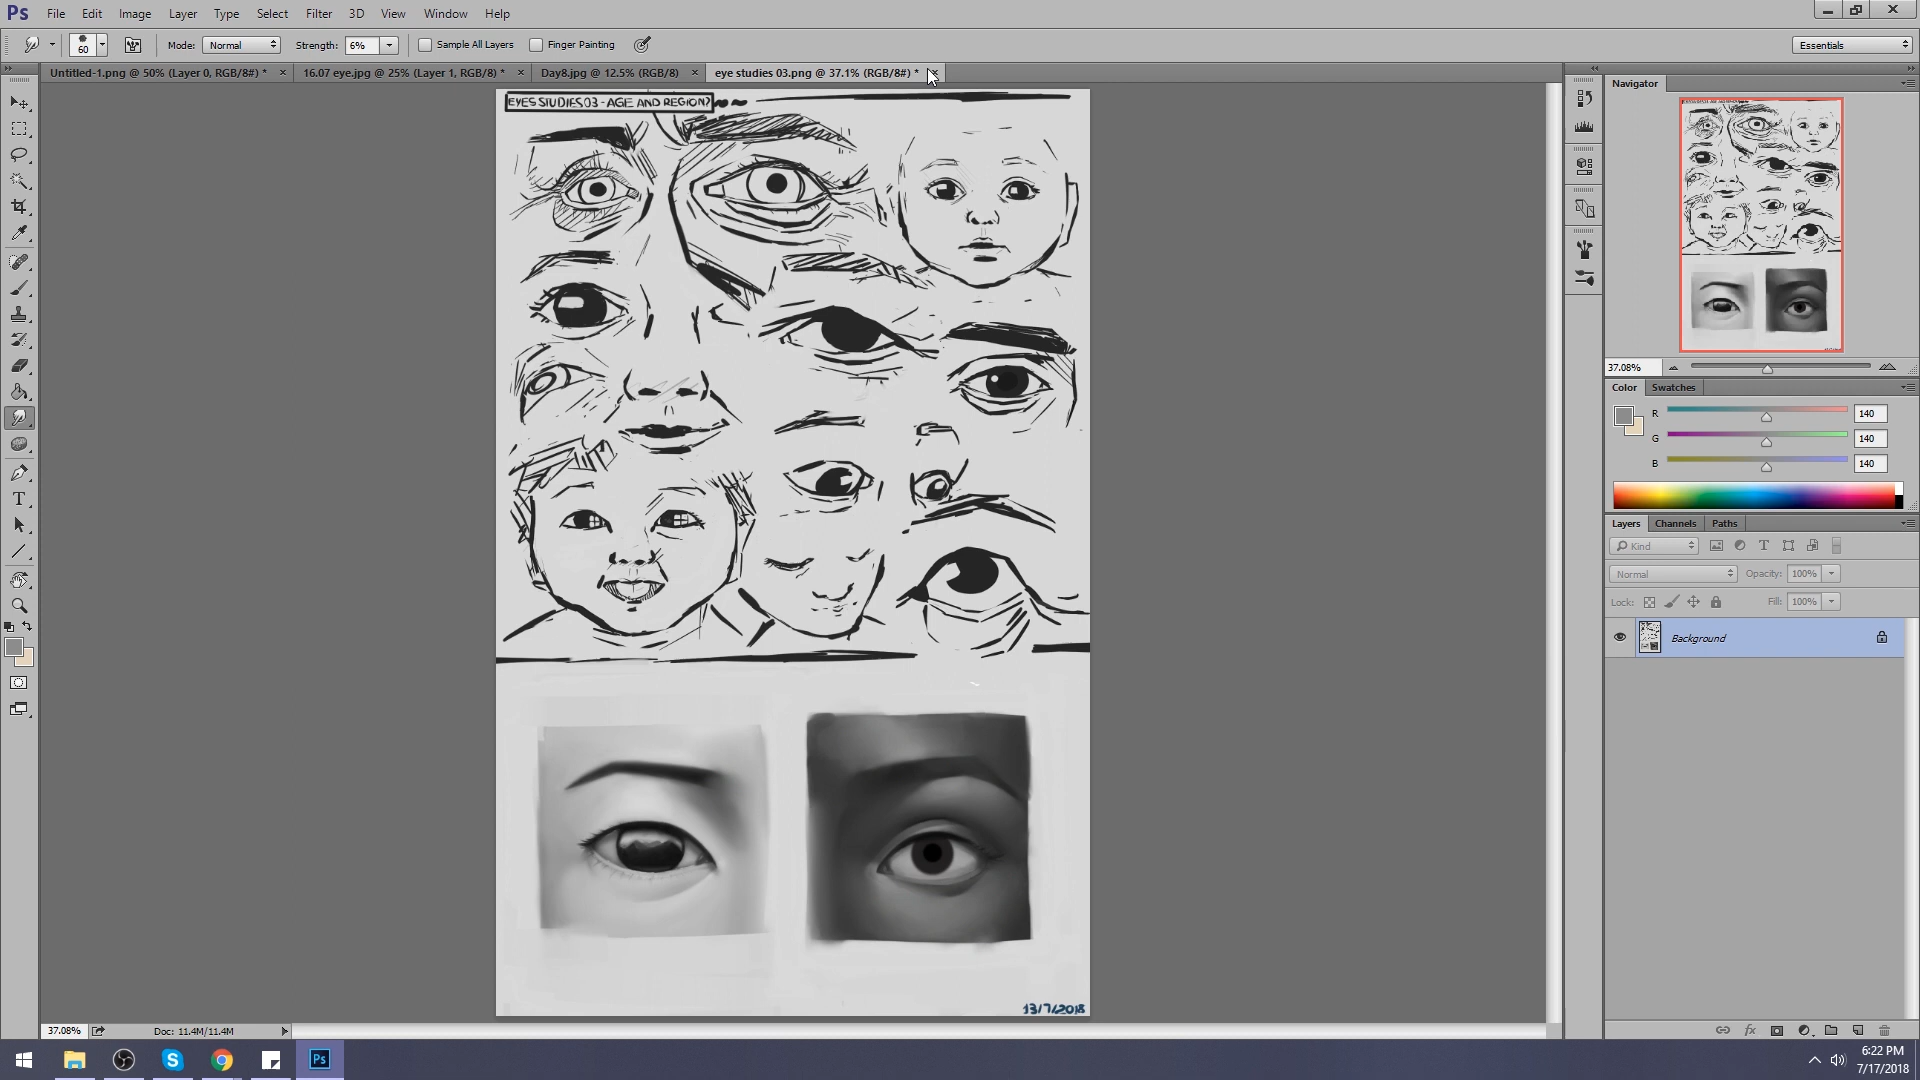 Ps File Edit Image Layer Type Select Filter 3D View Window Help
60 Mode: Normal Strength: 6% Sample All Layers Finger Painting Essentials
Untitled-1.png @ 50% (Layer 0, RGB/8#) * 16.07 eye.jpg @ 25% (Layer 1, RGB/8) * Day8.jpg @ 12.5% (RGB/8) eye studies 03.png @ 37.1% (RGB/8#) *
Navigator
EYES STUDIES 03 - AGE AND REGION?
37.08%
Color Swatches
R 140
G 140
B 140
Layers Channels Paths
Kind
Normal Opacity: 100%
Lock: Fill: 100%
Background
13/7/2018
37.08% Doc: 11.4M/11.4M
6:22 PM
7/17/2018